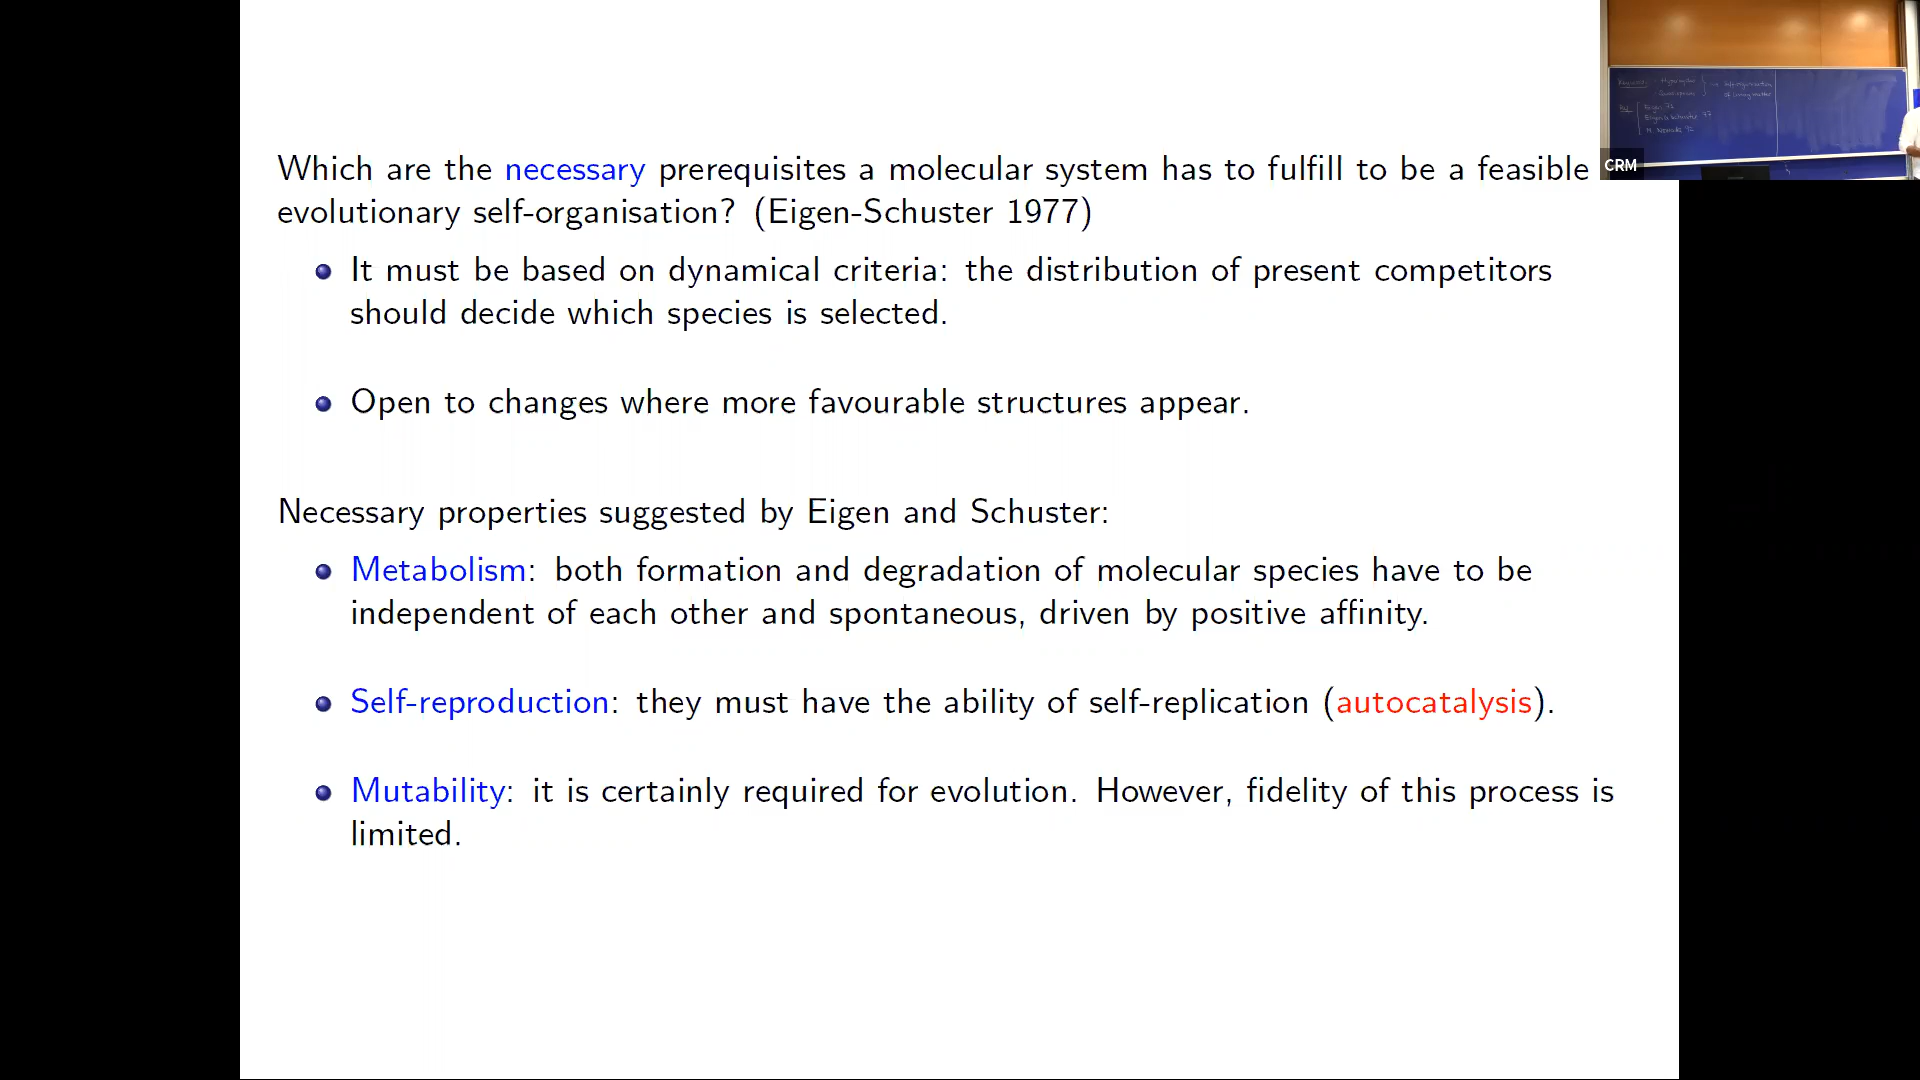 Which are the necessary prerequisites a molecular system has to fulfill to be a feasible
evolutionary self-organisation? (Eigen-Schuster 1977)
It must be based on dynamical criteria: the distribution of present competitors
should decide which species is selected.
Open to changes where more favourable structures appear.
Necessary properties suggested by Eigen and Schuster:
Metabolism: both formation and degradation of molecular species have to be
independent of each other and spontaneous, driven by positive affinity.
Self-reproduction: they must have the ability of self-replication (autocatalysis).
Mutability: it is certainly required for evolution. However, fidelity of this process is
limited.
CRM